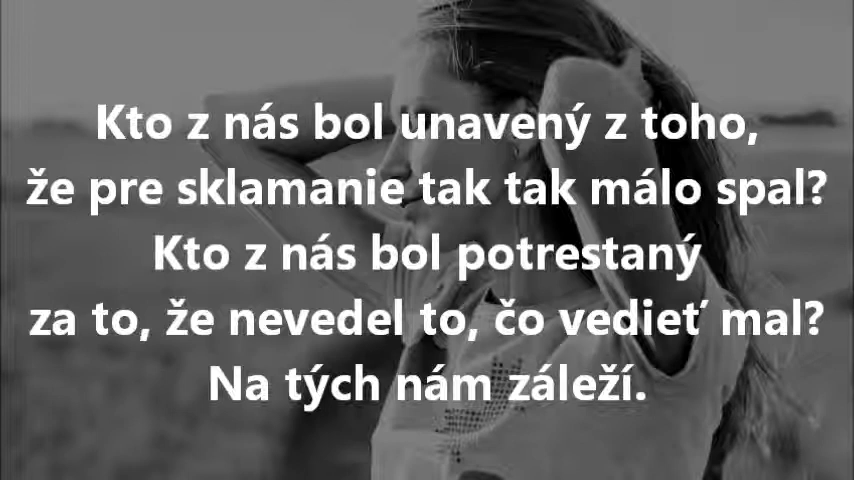 Kto z nás bol unavený z toho,
že pre sklamanie tak tak málo spal?
Kto z nás bol potrestaný
za to, že nevedel to, čo vedieť mal?
Na tých nám záleží.